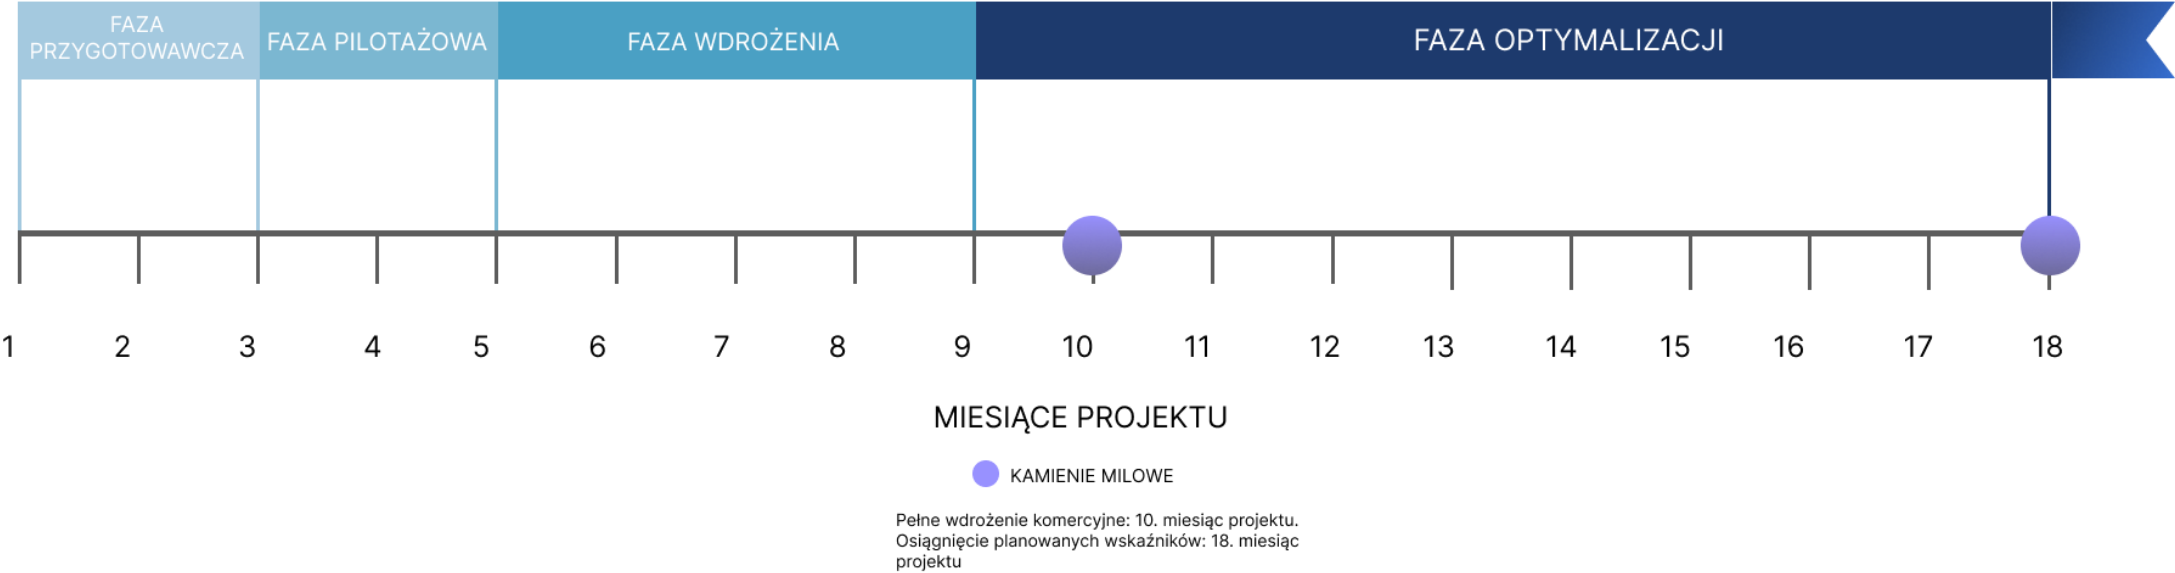 FAZA
PRZYGOTOWAWCZA
FAZA PILOTAŻOWA
FAZA WDROŻENIA
FAZA OPTYMALIZACJI
1 2 3 4 5 6 7 8 9 10 11 12 13 14 15 16 17 18
MIESIĄCE PROJEKTU
KAMIENIE MILOWE
Pełne wdrożenie komercyjne: 10. miesiąc projektu.
Osiągnięcie planowanych wskaźników: 18. miesiąc
projektu